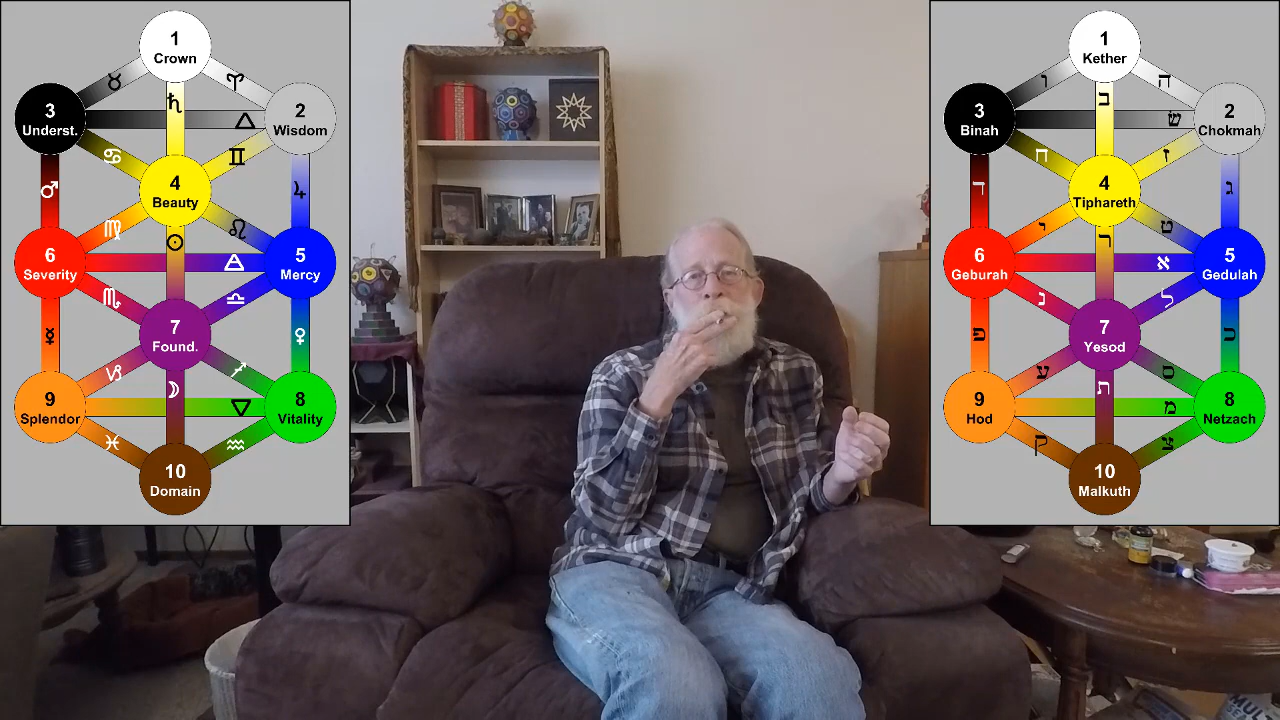 1
Crown
♉ ♈
♄
3
Underst.
2
Wisdom
🜂
♋ ♊
4
Beauty
♂ ♃
♍ ♌
☉
6
Severity
5
Mercy
🜁
♏ ♎
7
Found.
☿ ♀
♑ ♐
☽
9
Splendor
8
Vitality
🜄
♓ ♒
10
Domain
1
Kether
ו ה
ב
3
Binah
2
Chokmah
ש
ח ז
4
Tiphareth
ד ג
י ט
ר
6
Geburah
5
Gedulah
א
נ ל
7
Yesod
פ כ
ע ס
ת
9
Hod
8
Netzach
מ
ק צ
10
Malkuth